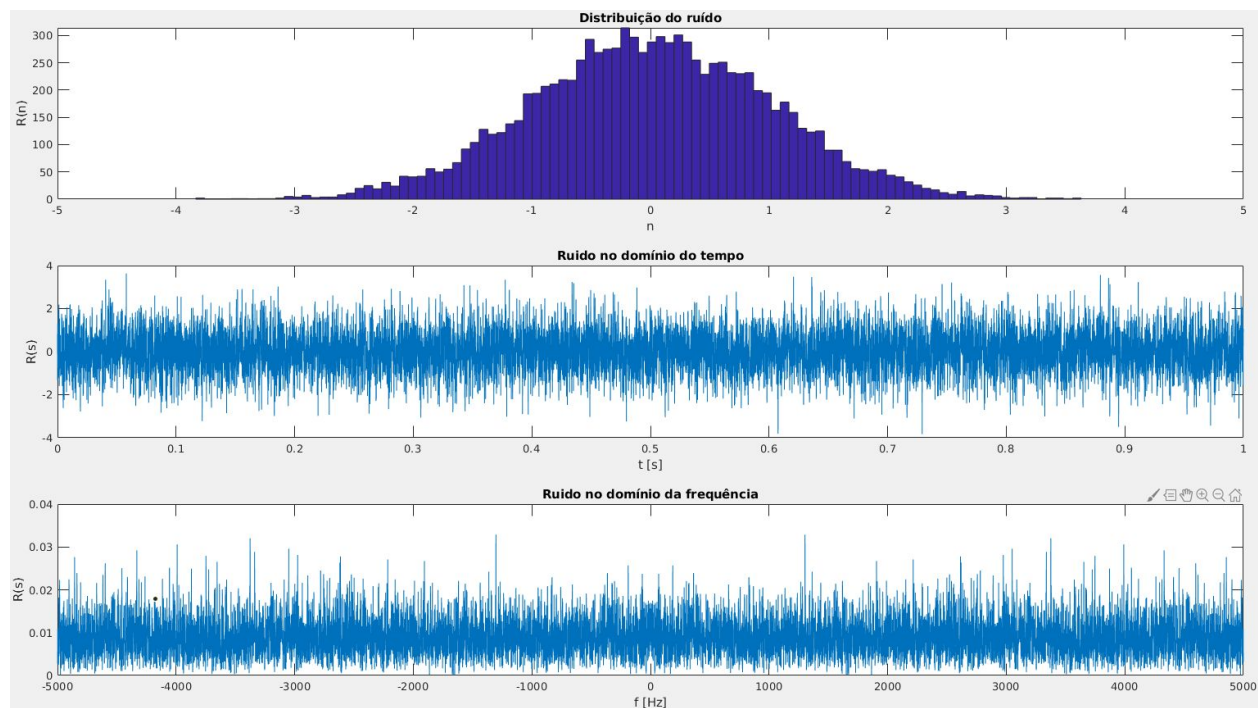 Distribuição do ruído
300
250
200
150
100
50
0
R(n)
-5 -4 -3 -2 -1 0 1 2 3 4 5
n
Ruido no domínio do tempo
4
2
0
-2
-4
R(s)
0 0.1 0.2 0.3 0.4 0.5 0.6 0.7 0.8 0.9 1
t [s]
Ruido no domínio da frequência
0.04
0.03
0.02
0.01
0
R(s)
-5000 -4000 -3000 -2000 -1000 0 1000 2000 3000 4000 5000
f [Hz]